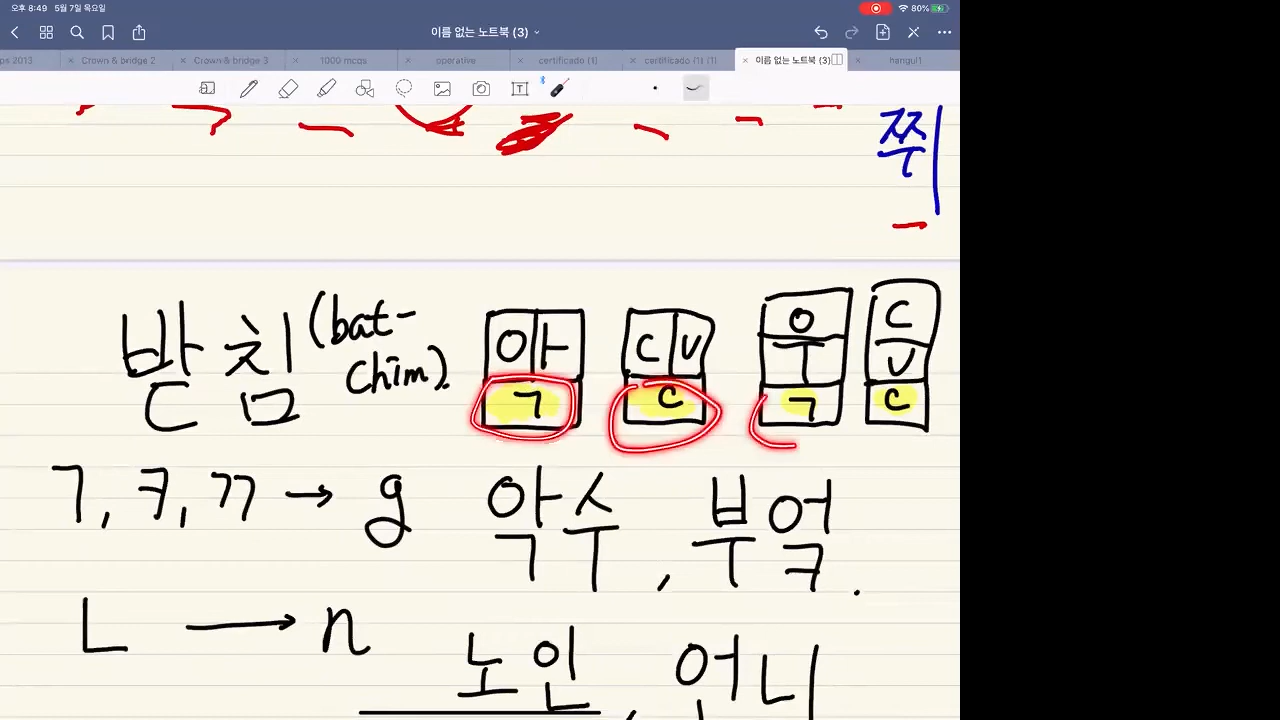 오후 8:49 5월 7일 목요일 80%
이름 없는 노트북 (3)
ps 2013 Crown & bridge 2 Crown & bridge 3 1000 mcqs operative certificado (1) certificado (1) (1) 이름 없는 노트북 (3) hangul1
쮜
받침 (bat-chim).
아 ㄱ C V C ㅇ ㅜ ㄱ C V C
ㄱ, ㅋ, ㄲ → g 악수, 부엌.
ㄴ → n 노인, 언니